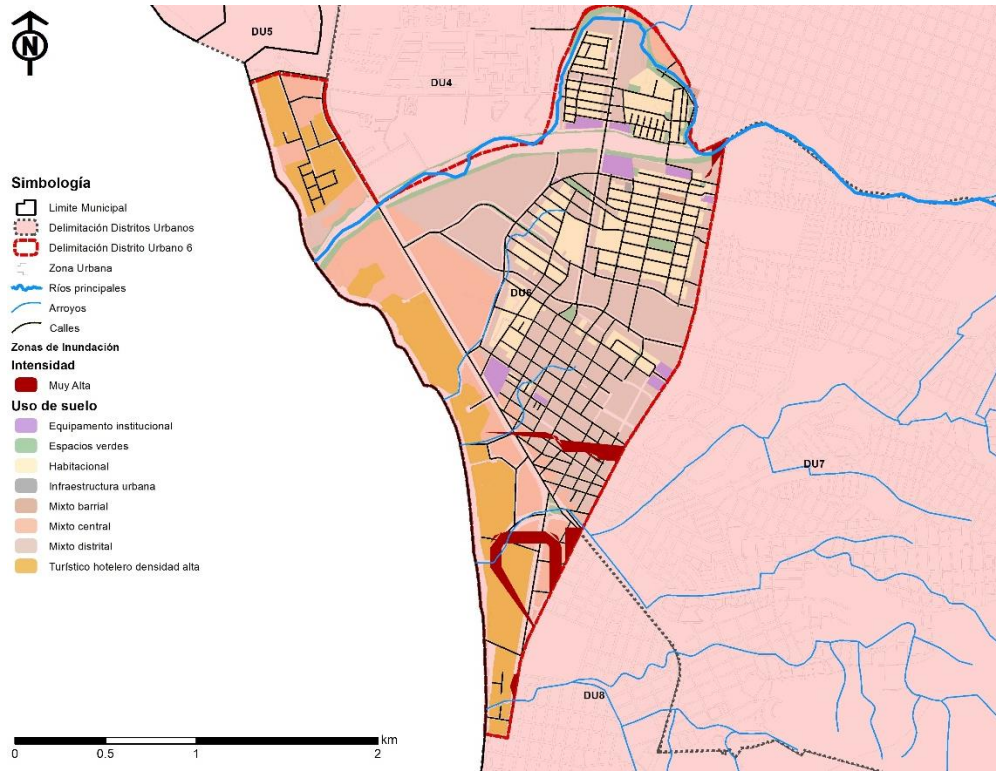 N
DU5
DU4
Simbología
Limite Municipal
Delimitación Distritos Urbanos
Delimitación Distrito Urbano 6
Zona Urbana
Ríos principales
Arroyos
Calles
Zonas de Inundación
Intensidad
Muy Alta
Uso de suelo
Equipamento institucional
Espacios verdes
Habitacional
Infraestructura urbana
Mixto barrial
Mixto central
Mixto distrital
Turístico hotelero densidad alta
DU6
DU7
DU8
km
0 0.5 1 2